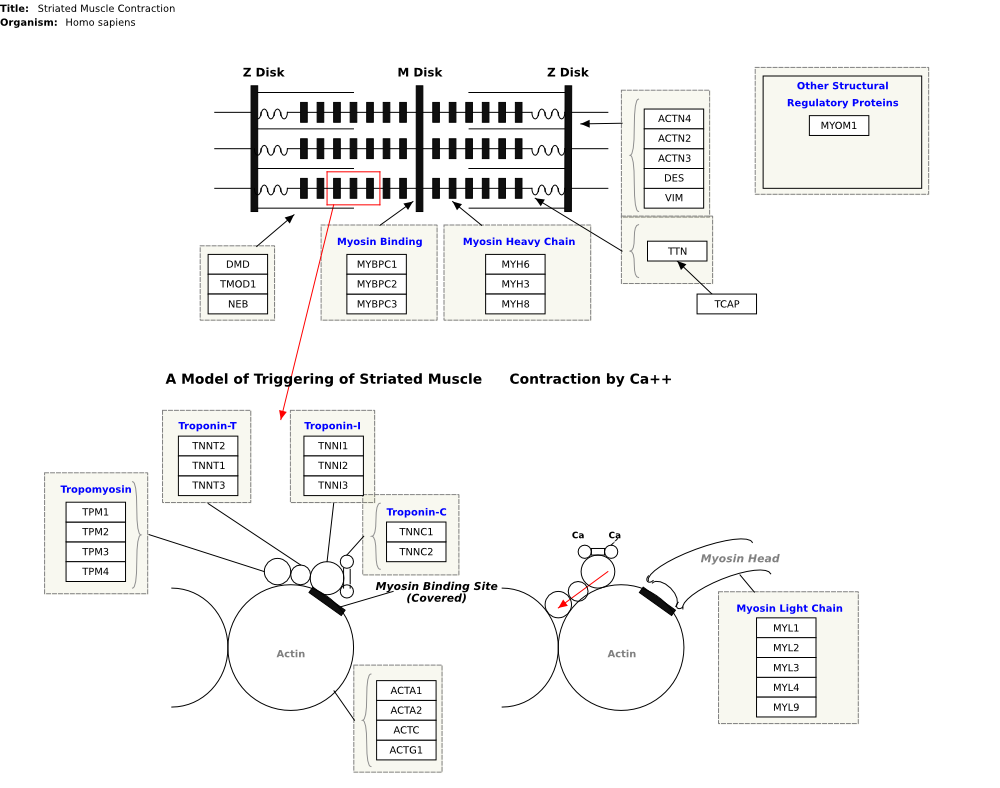 Title: Striated Muscle Contraction
Organism: Homo sapiens
Z Disk
M Disk
Z Disk
Other Structural
Regulatory Proteins
MYOM1
ACTN4
ACTN2
ACTN3
DES
VIM
TTN
TCAP
DMD
TMOD1
NEB
Myosin Binding
MYBPC1
MYBPC2
MYBPC3
Myosin Heavy Chain
MYH6
MYH3
MYH8
A Model of Triggering of Striated Muscle Contraction by Ca++
Troponin-T
TNNT2
TNNT1
TNNT3
Troponin-I
TNNI1
TNNI2
TNNI3
Tropomyosin
TPM1
TPM2
TPM3
TPM4
Troponin-C
TNNC1
TNNC2
Myosin Binding Site
(Covered)
Actin
ACTA1
ACTA2
ACTC
ACTG1
Ca
Ca
Myosin Head
Actin
Myosin Light Chain
MYL1
MYL2
MYL3
MYL4
MYL9